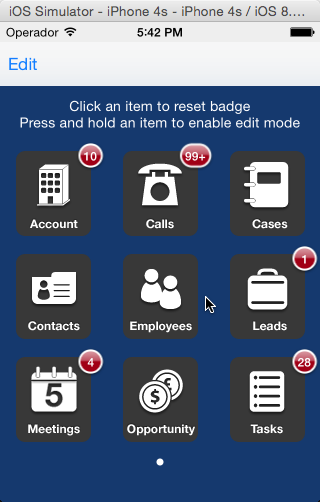 iOS Simulator - iPhone 4s - iPhone 4s / iOS 8....
Operador 5:42 PM
Edit
Click an item to reset badge
Press and hold an item to enable edit mode
10 99+
Account Calls Cases
1
Contacts Employees Leads
4 28
5
Meetings Opportunity Tasks